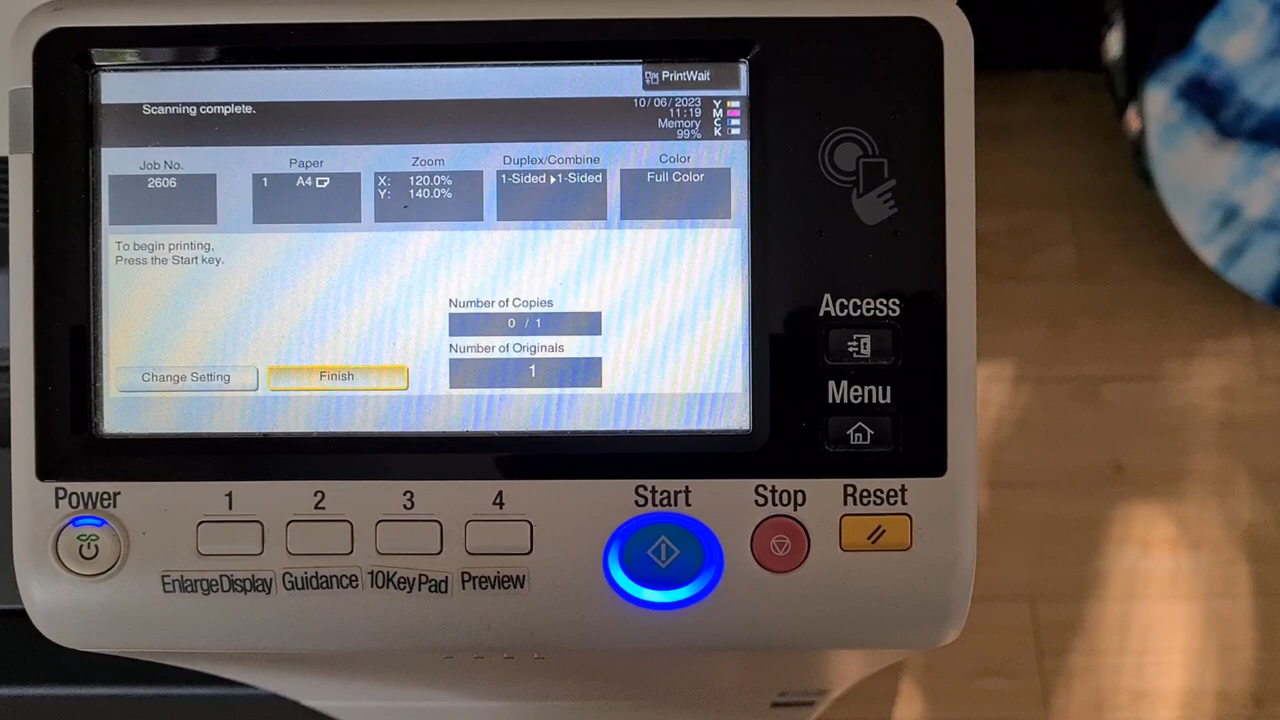 PrintWait
Scanning complete.
10/06/2023
11:19
Memory
99%
Y
M
C
K
Job No.
2606
Paper
1 A4
Zoom
X: 120.0%
Y: 140.0%
Duplex/Combine
1-Sided 1-Sided
Color
Full Color
To begin printing,
Press the Start key.
Number of Copies
0 / 1
Number of Originals
1
Change Setting
Finish
Access
Menu
Power
1
2
3
4
Start
Stop
Reset
EnlargeDisplay
Guidance
10KeyPad
Preview